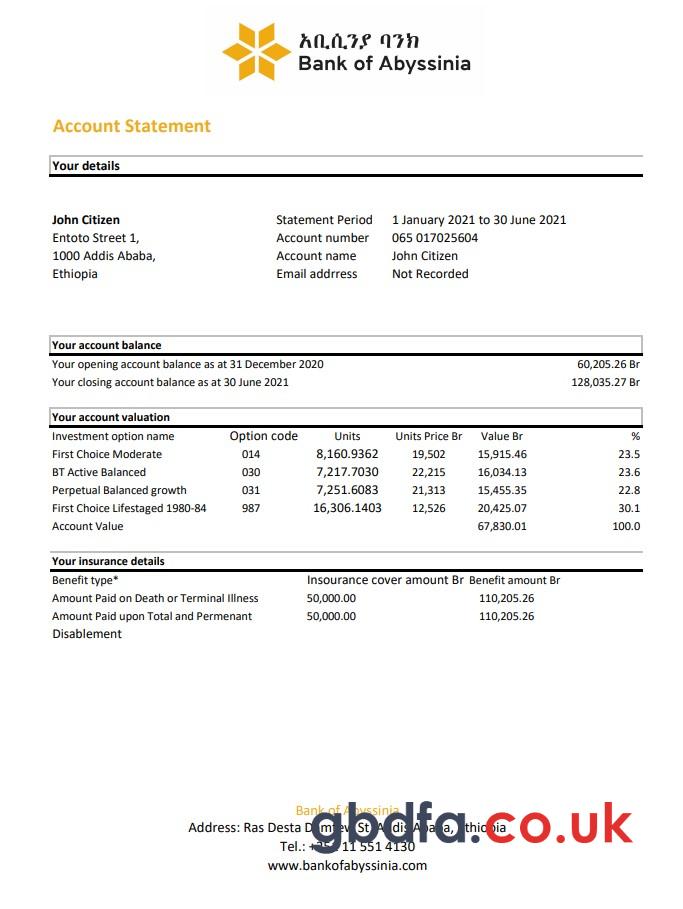 አቢሲንያ ባንክ
Bank of Abyssinia
Account Statement
Your details
John Citizen Statement Period 1 January 2021 to 30 June 2021
Entoto Street 1, Account number 065 017025604
1000 Addis Ababa, Account name John Citizen
Ethiopia Email addrress Not Recorded
Your account balance
Your opening account balance as at 31 December 2020 60,205.26 Br
Your closing account balance as at 30 June 2021 128,035.27 Br
Your account valuation
Investment option name Option code Units Units Price Br Value Br %
First Choice Moderate 014 8,160.9362 19,502 15,915.46 23.5
BT Active Balanced 030 7,217.7030 22,215 16,034.13 23.6
Perpetual Balanced growth 031 7,251.6083 21,313 15,455.35 22.8
First Choice Lifestaged 1980-84 987 16,306.1403 12,526 20,425.07 30.1
Account Value 67,830.01 100.0
Your insurance details
Benefit type* Insourance cover amount Br Benefit amount Br
Amount Paid on Death or Terminal Illness 50,000.00 110,205.26
Amount Paid upon Total and Permenant 50,000.00 110,205.26
Disablement
Bank of Abyssinia
gbdfa.co.uk
Address: Ras Desta St, Addis Ababa, Ethiopia
Tel.: 11 551 4130
www.bankofabyssinia.com